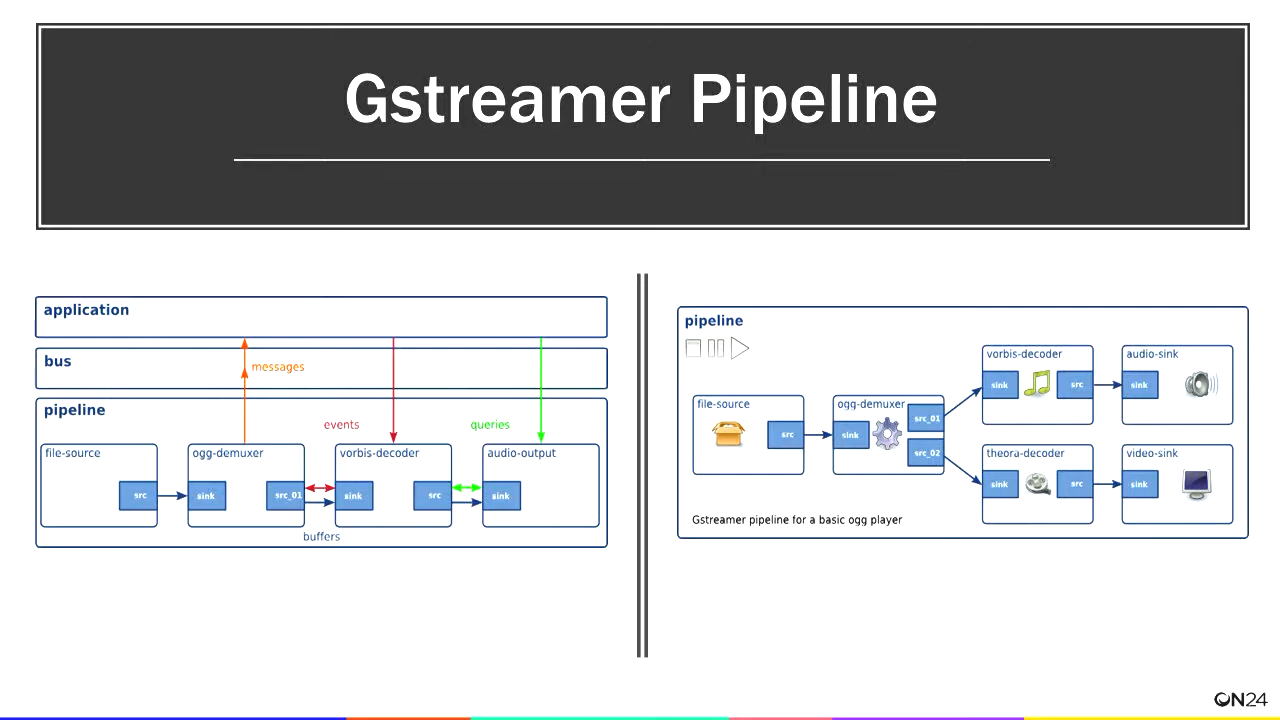 Gstreamer Pipeline
application
bus
messages
pipeline
events
queries
file-source
ogg-demuxer
vorbis-decoder
audio-output
src
sink
src_01
sink
src
sink
buffers
pipeline
vorbis-decoder
audio-sink
sink
src
sink
file-source
ogg-demuxer
src
sink
src_01
src_02
theora-decoder
video-sink
sink
src
sink
Gstreamer pipeline for a basic ogg player
ON24